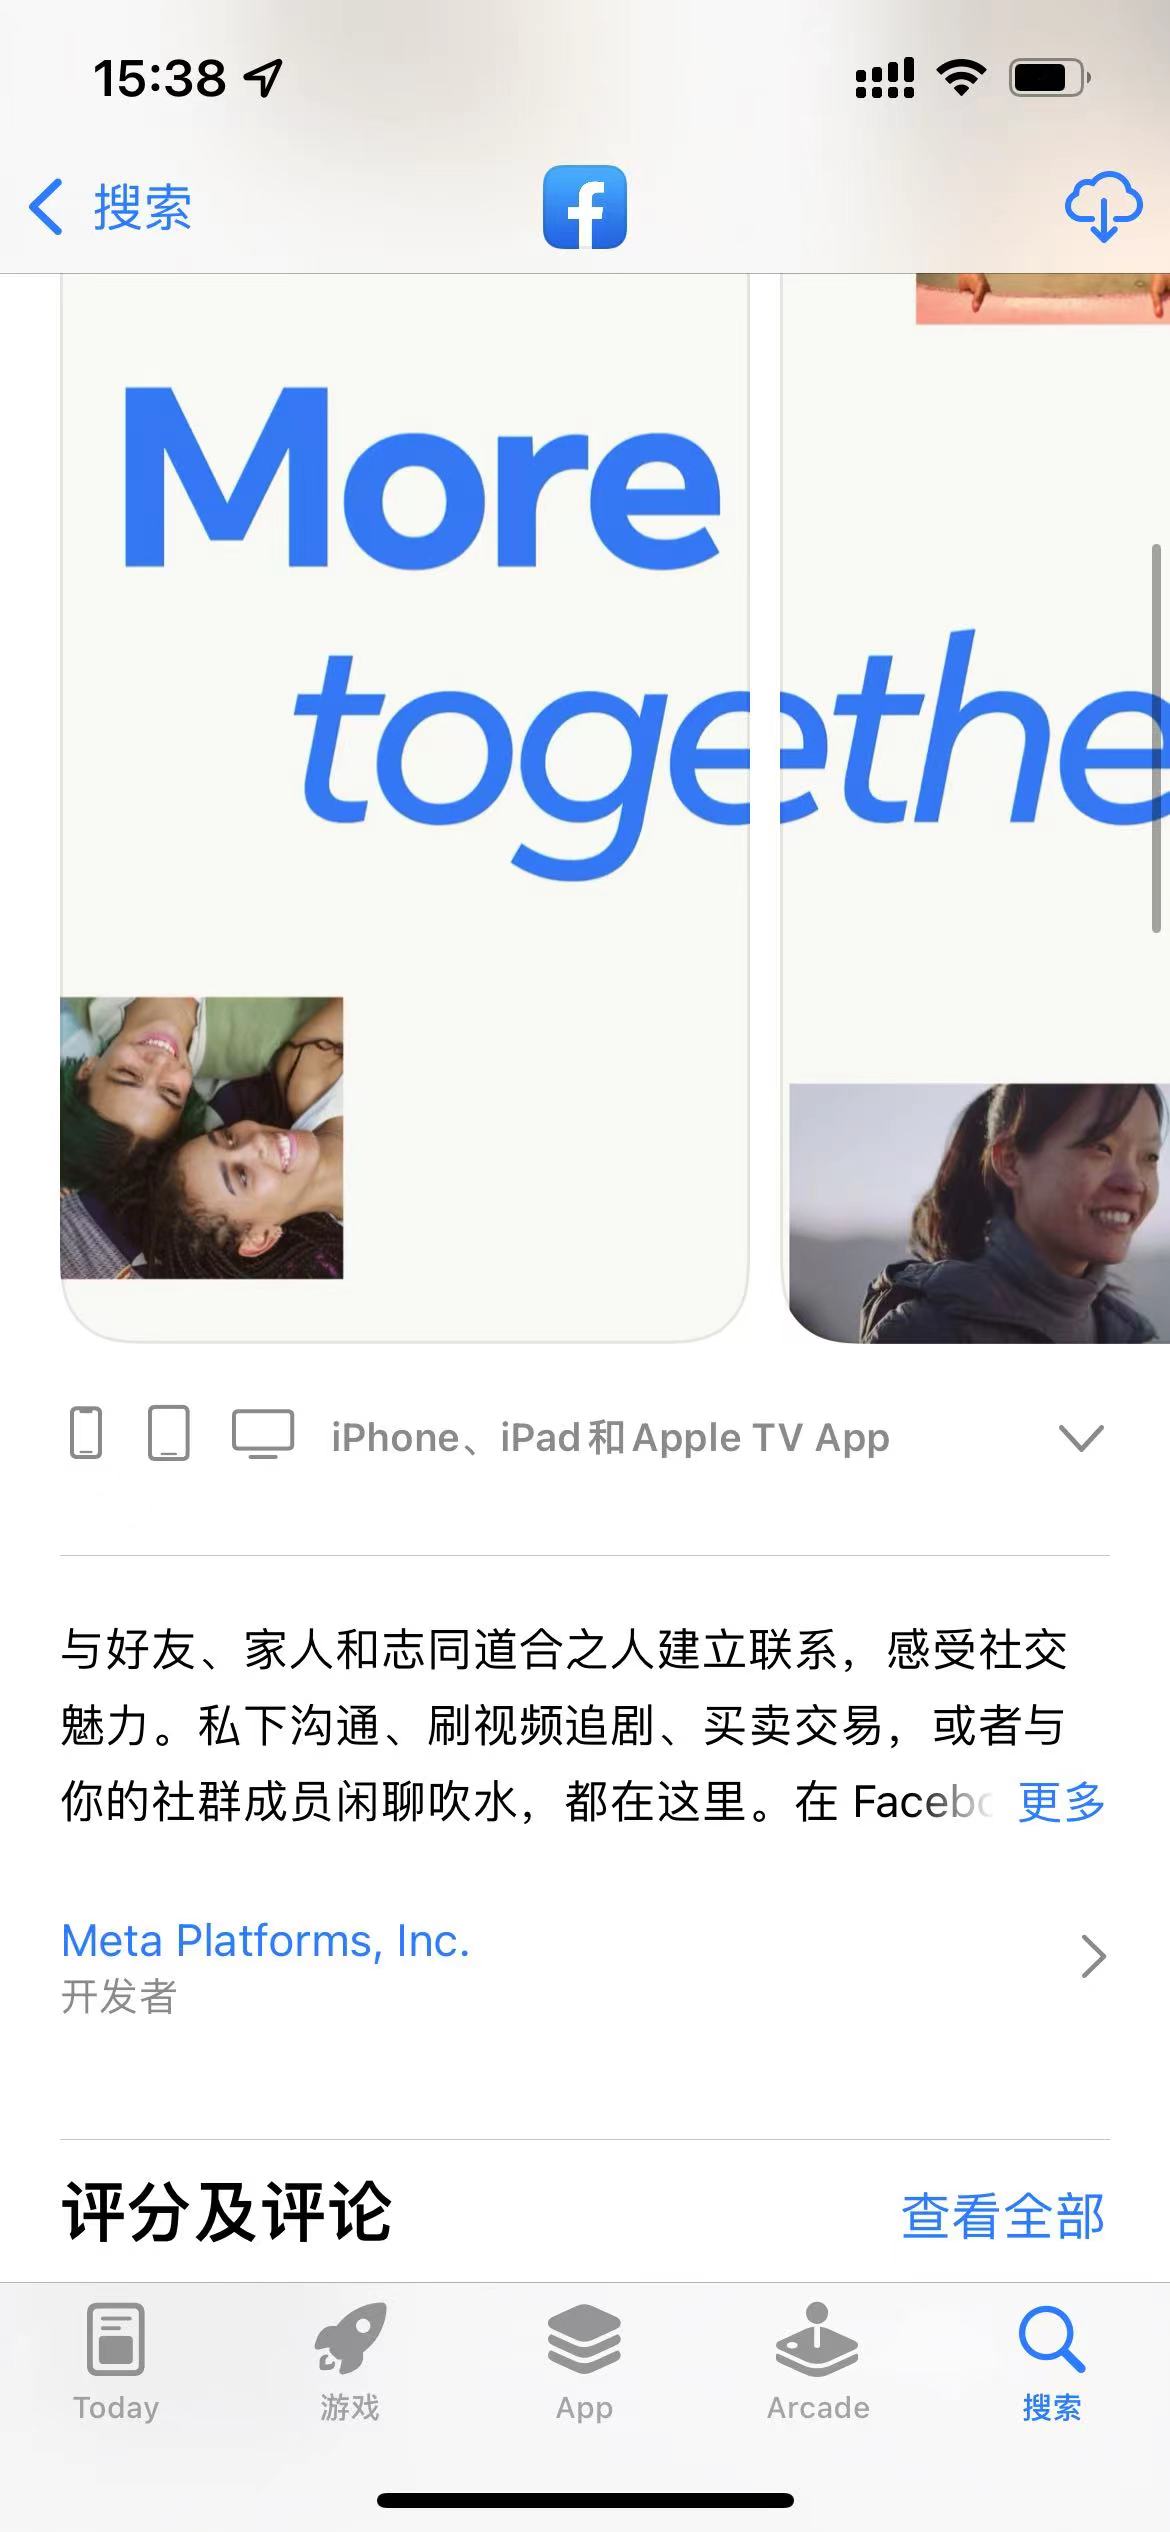 15:38
搜索
More
togethe
iPhone、iPad和Apple TV App
与好友、家人和志同道合之人建立联系，感受社交
魅力。私下沟通、刷视频追剧、买卖交易，或者与
你的社群成员闲聊吹水，都在这里。在 Facebo 更多
Meta Platforms, Inc.
开发者
评分及评论 查看全部
Today 游戏 App Arcade 搜索